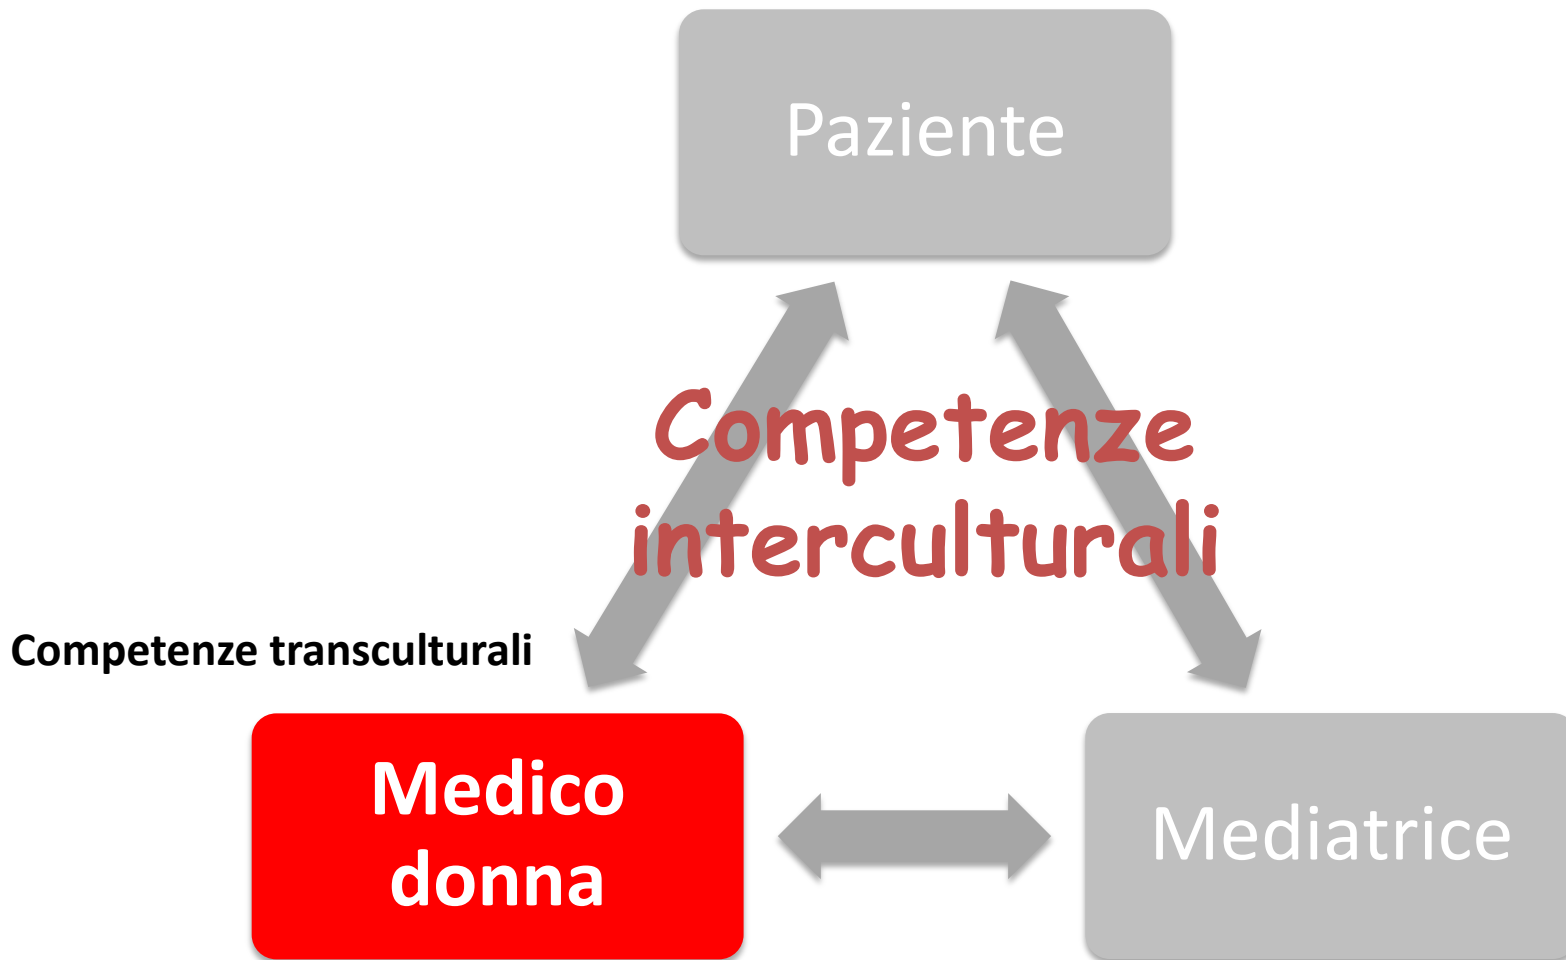 Paziente
Competenze
interculturali
Competenze transculturali
Medico
donna
Mediatrice